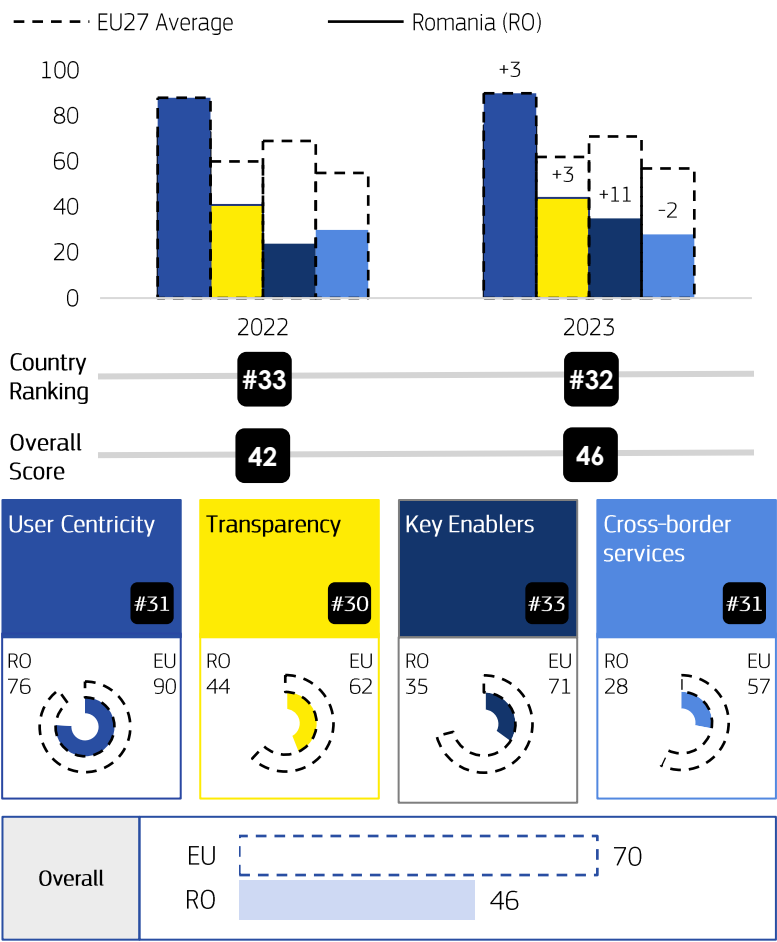 EU27 Average
Romania (RO)
100
80
60
40
20
0
+3
+3
+11
-2
2022
2023
Country
Ranking
#33
#32
Overall
Score
42
46
User Centricity
#31
Transparency
#30
Key Enablers
#33
Cross-border
services
#31
RO
76
EU
90
RO
44
EU
62
RO
35
EU
71
RO
28
EU
57
Overall
EU
70
RO
46